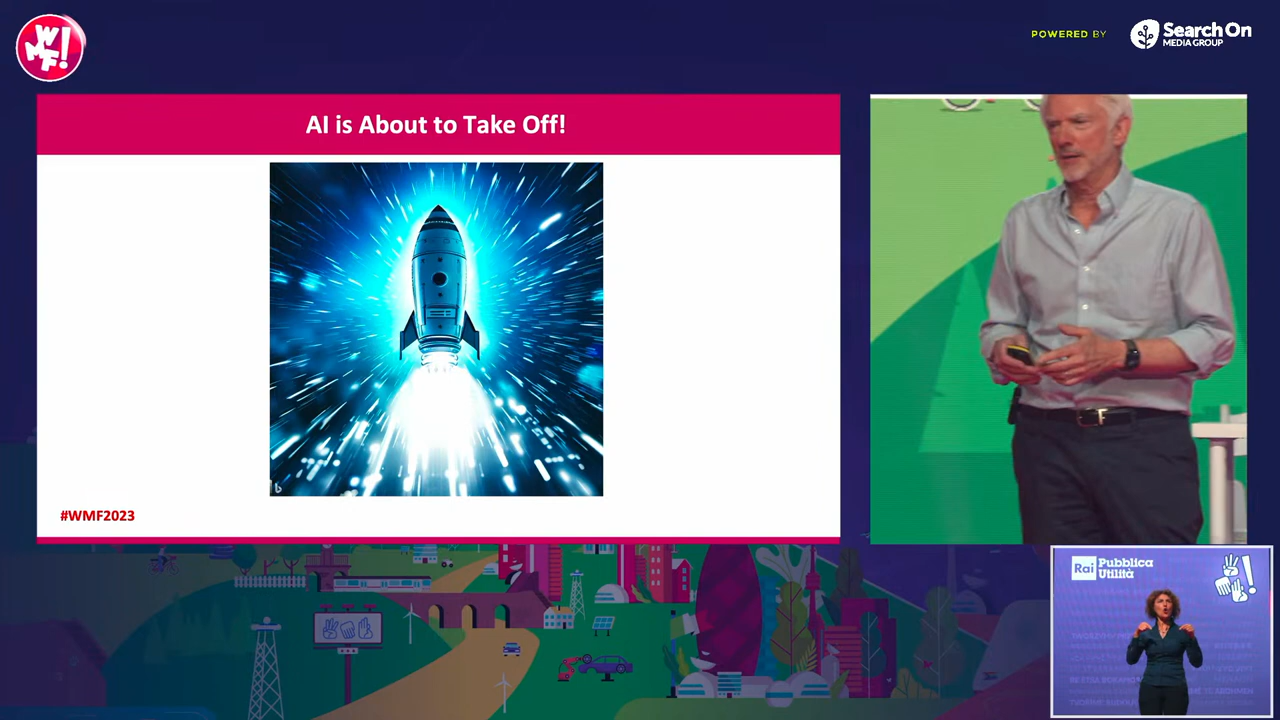 WMF!
POWERED BY
Search On
MEDIA GROUP
AI is About to Take Off!
#WMF2023
Rai Pubblica
Utilità